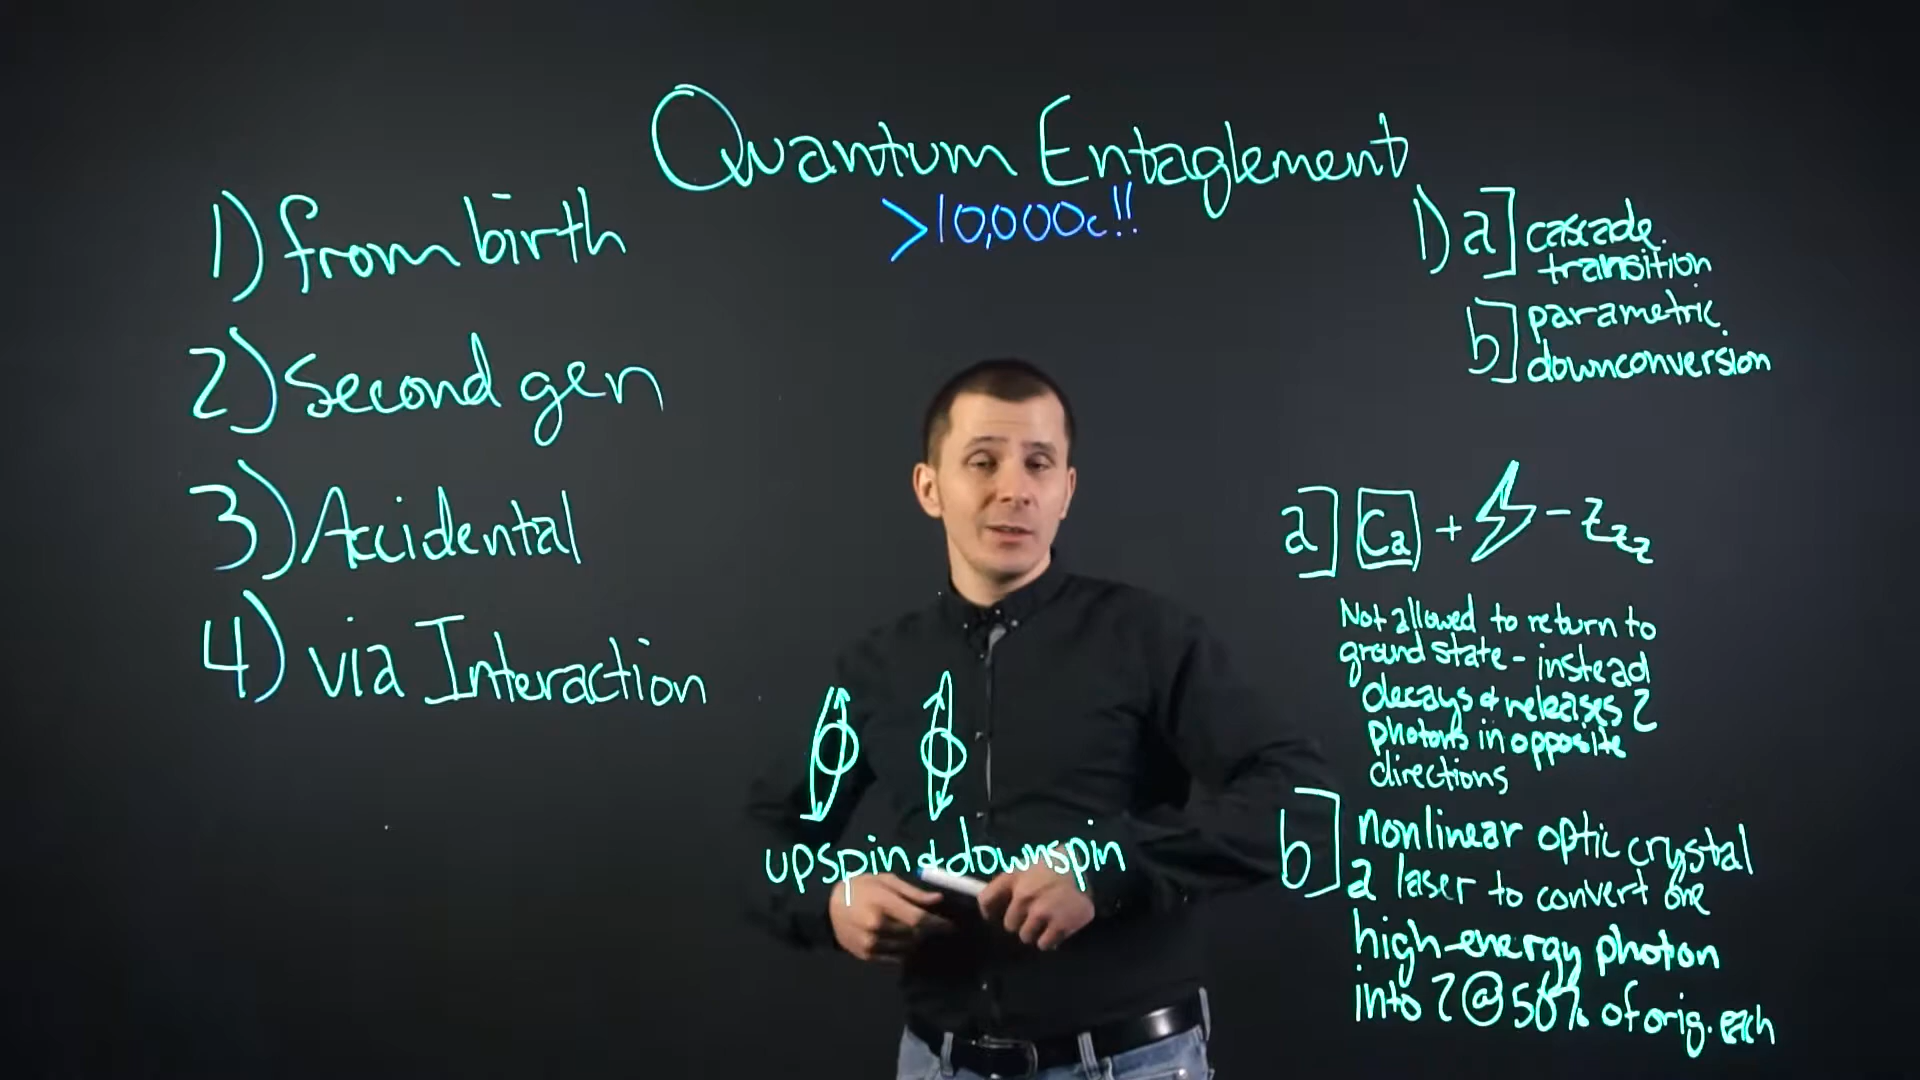 Quantum Entaglement
>10,000c!!
1) from birth
2) Second gen
3) Accidental
4) via Interaction
upspin & downspin
1) a] cascade
transition
b] parametric
downconversion
a] Ca + - Zzzz
Not allowed to return to
ground state - instead
decays & releases 2
photons in opposite
directions
b] nonlinear optic crystal
a laser to convert one
high-energy photon
into 2 @ 50% of orig. each